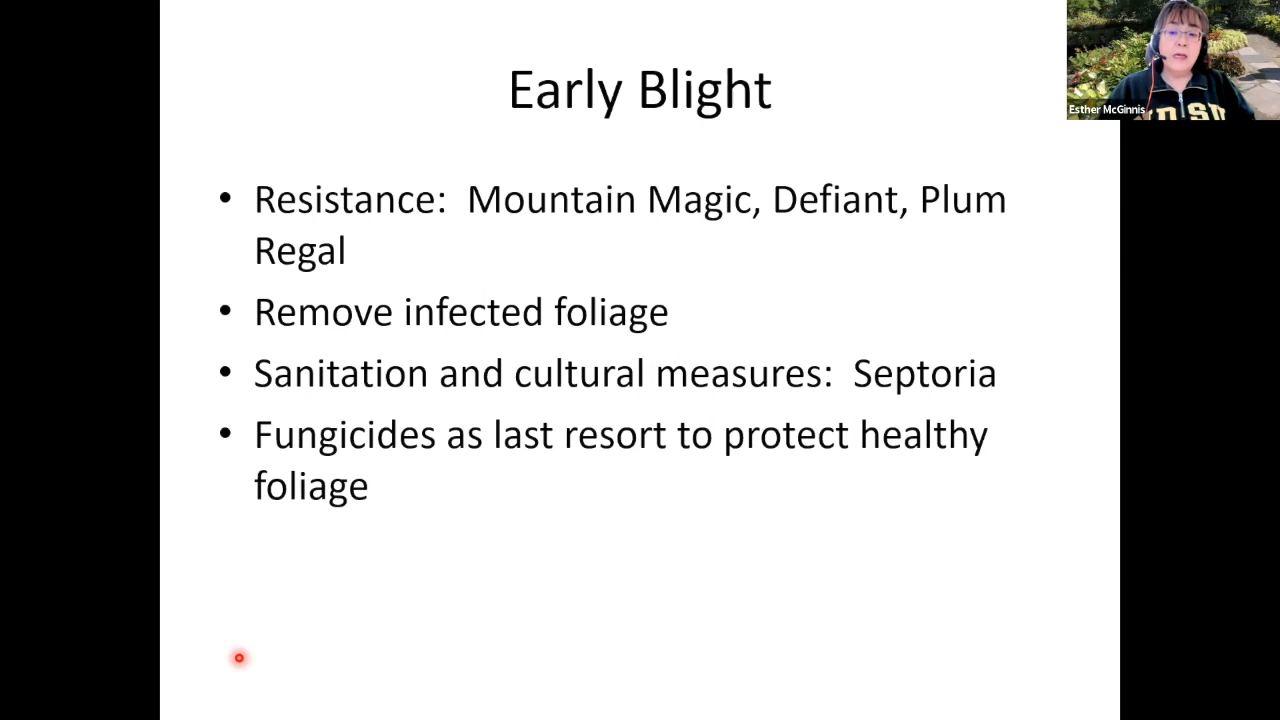 Early Blight
• Resistance:  Mountain Magic, Defiant, Plum
Regal
• Remove infected foliage
• Sanitation and cultural measures:  Septoria
• Fungicides as last resort to protect healthy
foliage
Esther McGinnis